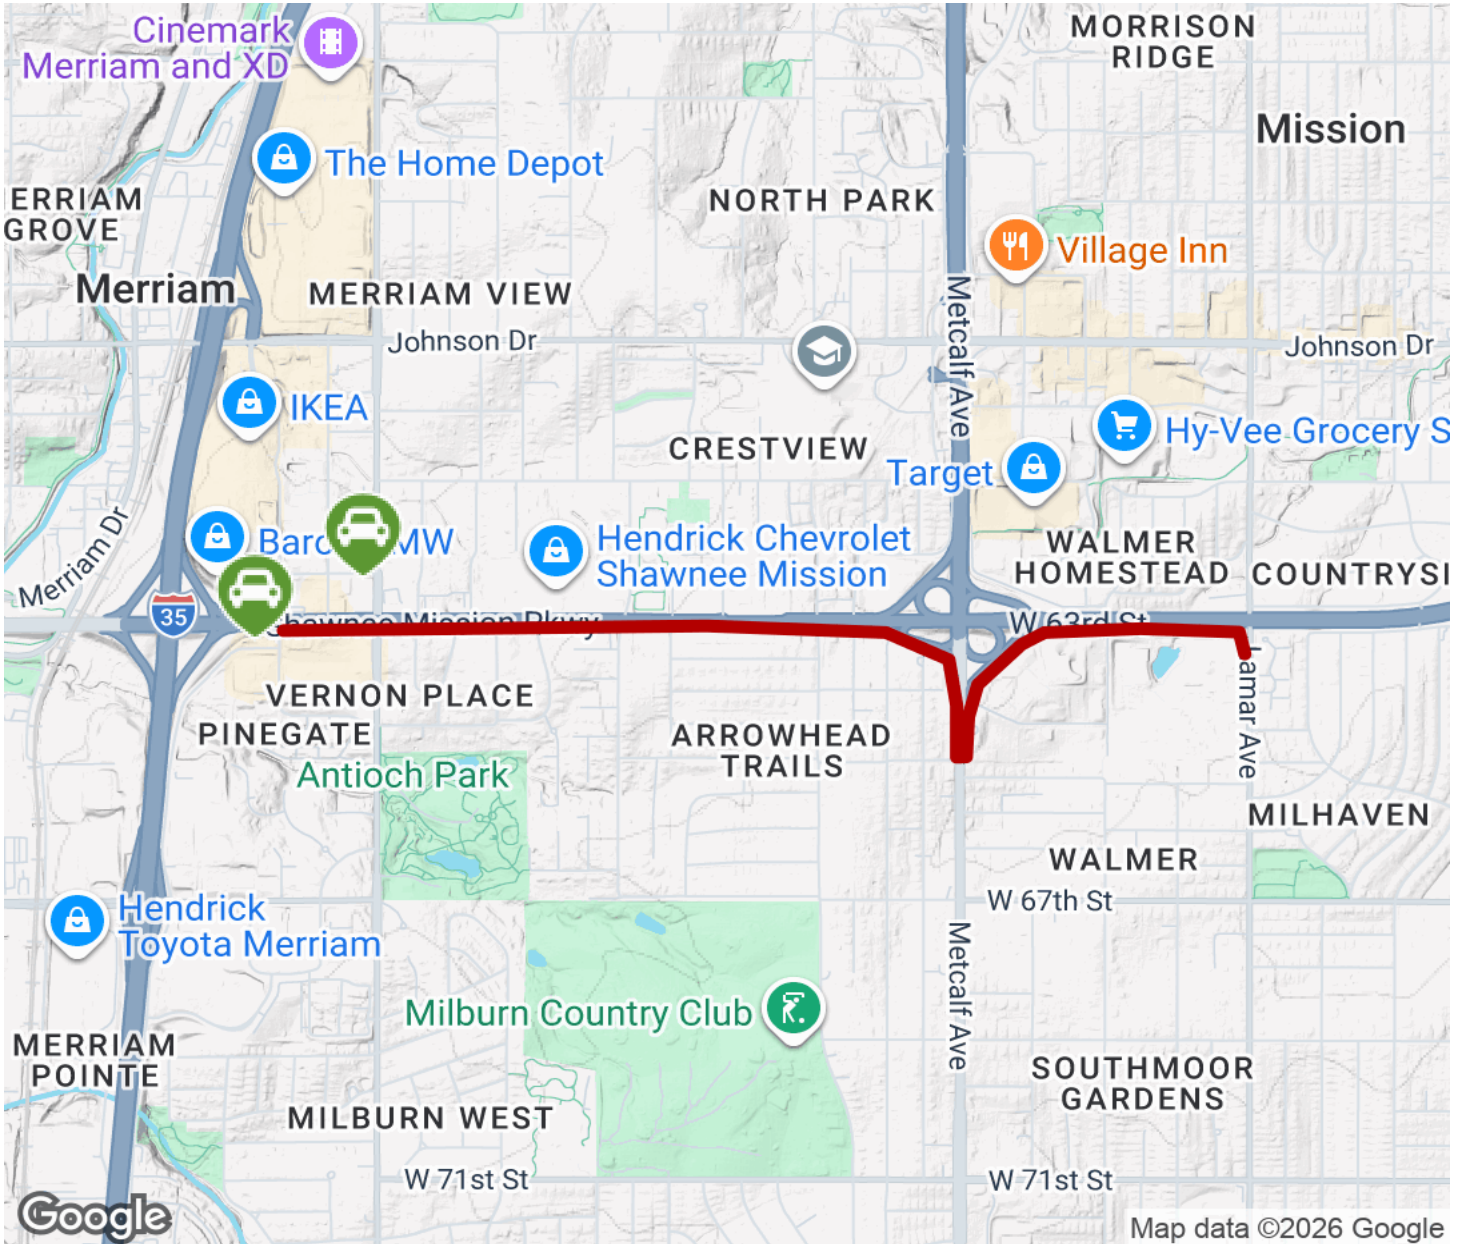 Cinemark
Merriam and XD
MORRISON
RIDGE
Mission
The Home Depot
ERRIAM
GROVE
NORTH PARK
Village Inn
Merriam
MERRIAM VIEW
Metcalf Ave
Johnson Dr
Johnson Dr
IKEA
CRESTVIEW
Hy-Vee Grocery S
Target
Merriam Dr
MW
Hendrick Chevrolet
Shawnee Mission
WALMER
HOMESTEAD
COUNTRYSI
35
Shawnee Mission Pkwy
W 63rd St
Lamar Ave
VERNON PLACE
PINEGATE
ARROWHEAD
TRAILS
Antioch Park
MILHAVEN
WALMER
W 67th St
Hendrick
Toyota Merriam
Metcalf Ave
Milburn Country Club
MERRIAM
POINTE
SOUTHMOOR
GARDENS
MILBURN WEST
W 71st St
W 71st St
Google
Map data ©2026 Google